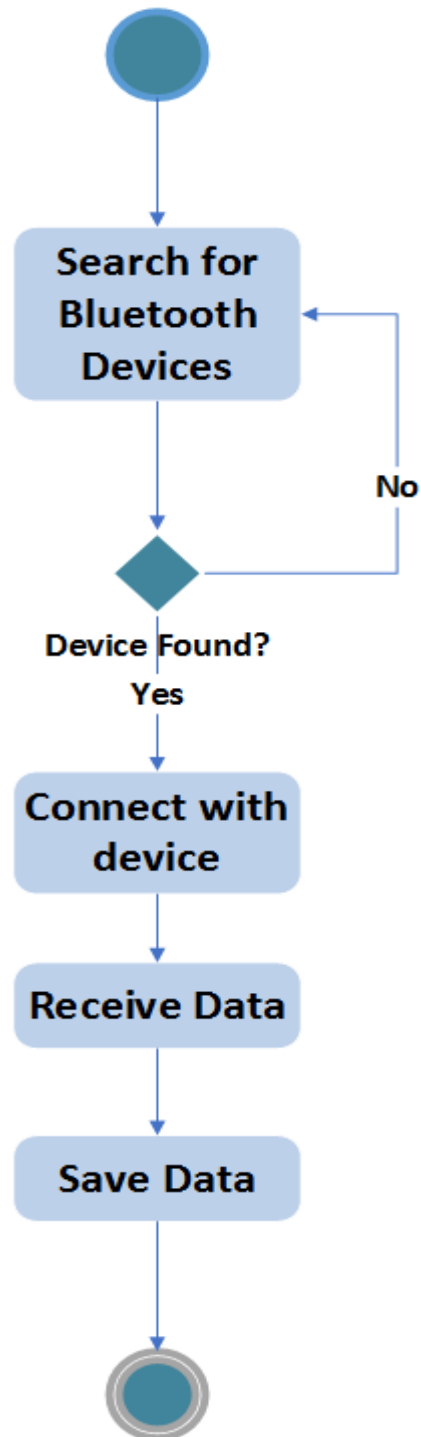 Search for
Bluetooth
Devices
No
Device Found?
Yes
Connect with
device
Receive Data
Save Data